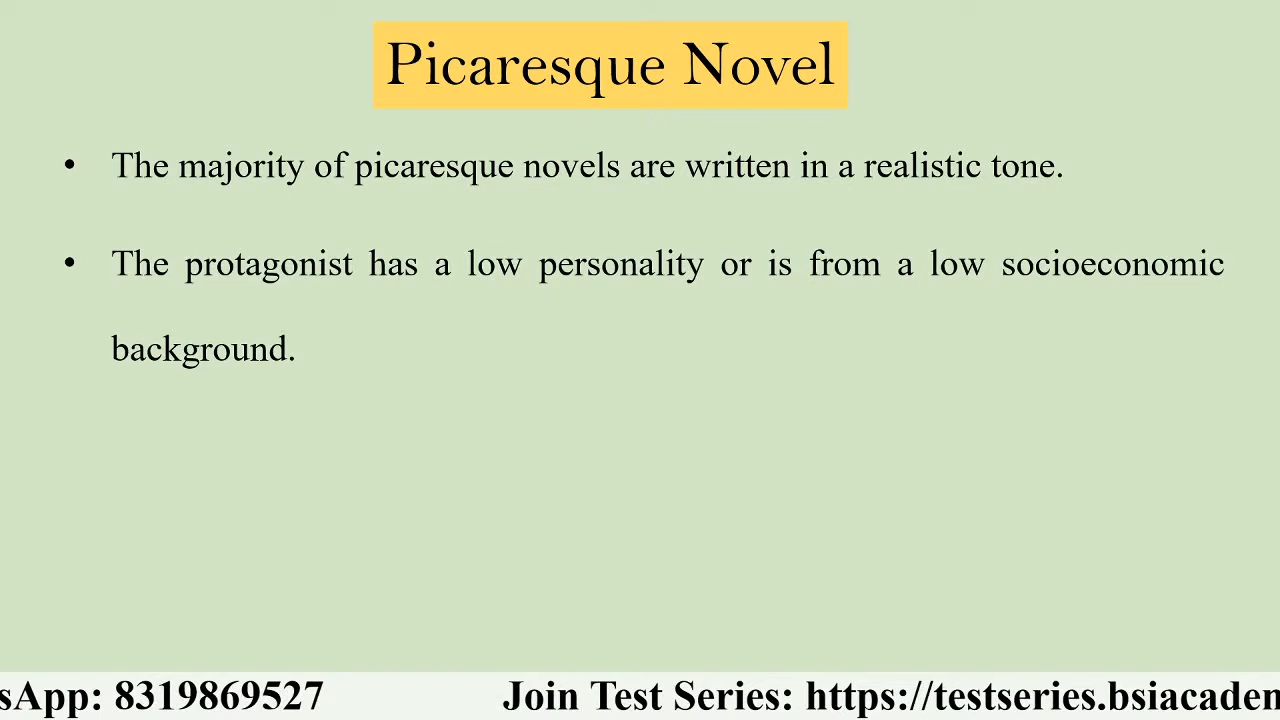 Picaresque Novel
• The majority of picaresque novels are written in a realistic tone.
• The protagonist has a low personality or is from a low socioeconomic
background.
sApp: 8319869527 Join Test Series: https://testseries.bsiacaden